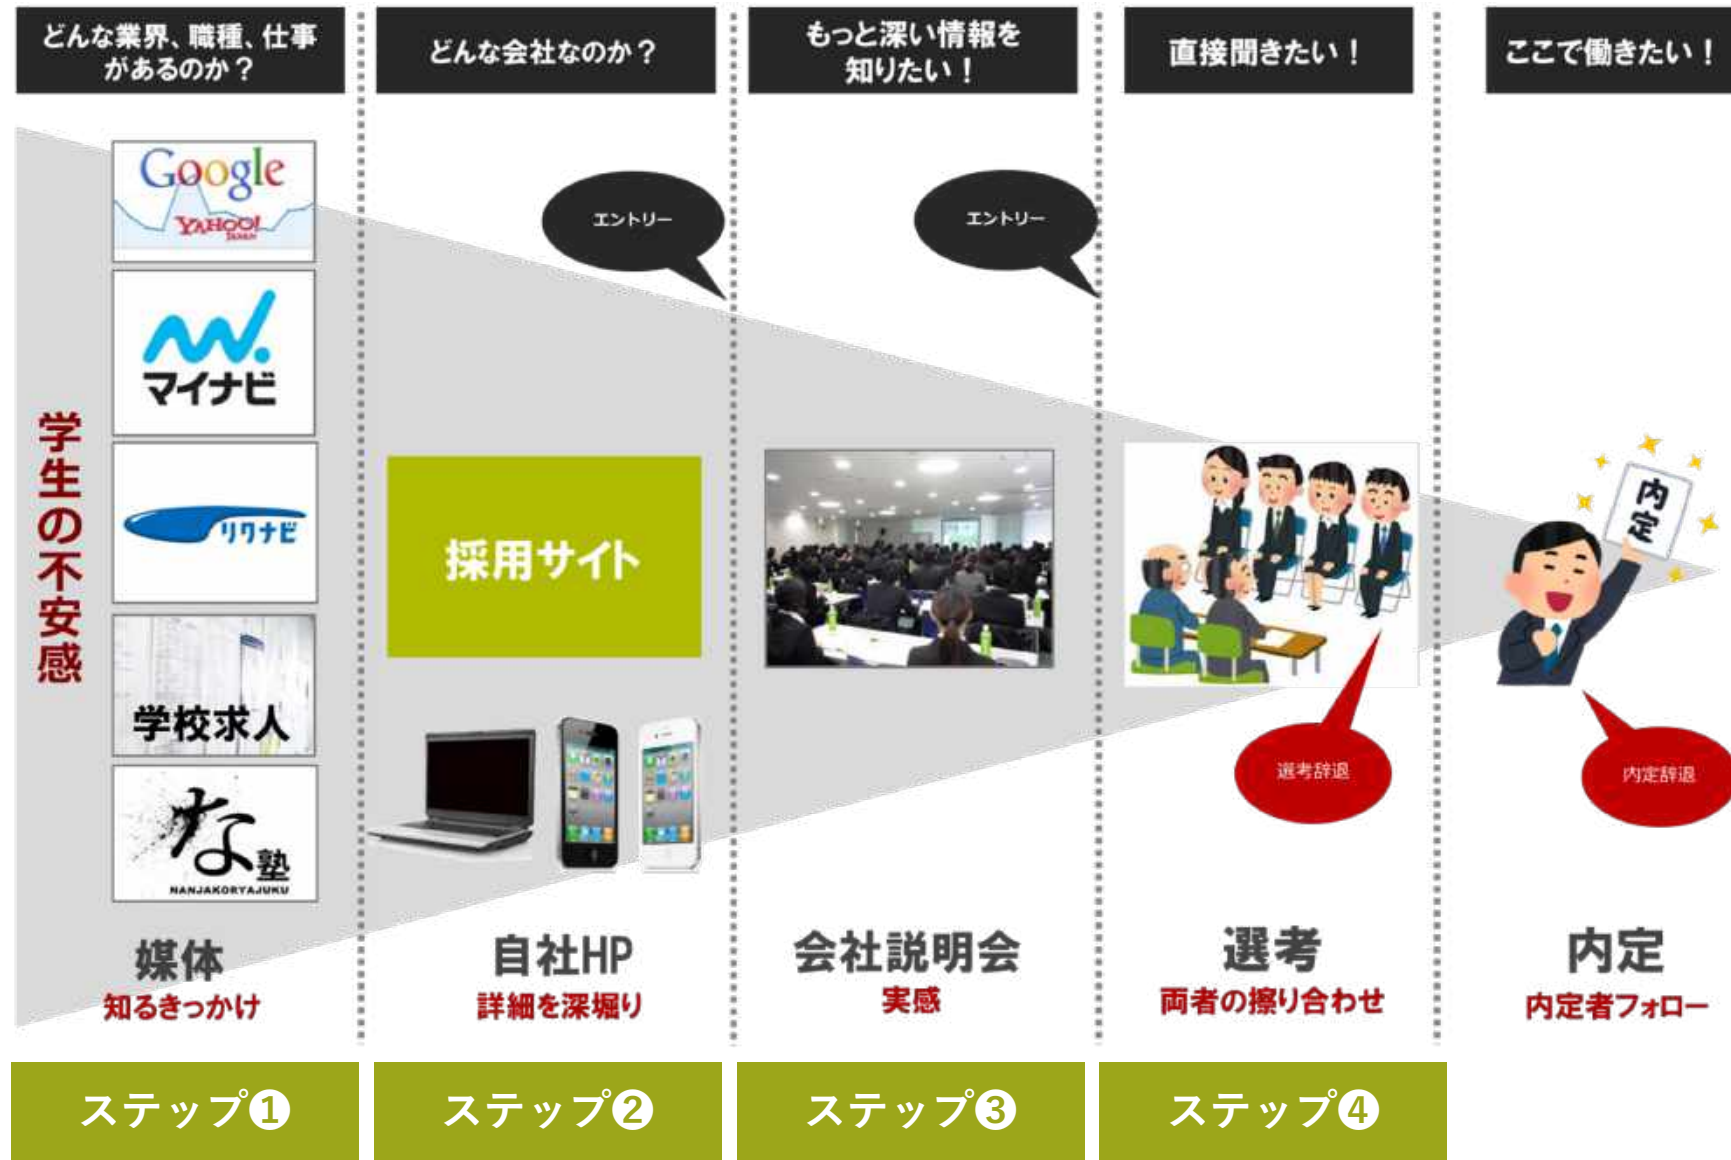 どんな業界、職種、仕事
があるのか？
どんな会社なのか？
もっと深い情報を
知りたい！
直接聞きたい！
ここで働きたい！
Google
YAHOO!
JAPAN
エントリー
エントリー
マイナビ
学生の不安感
リクナビ
採用サイト
内定
学校求人
選考辞退
内定辞退
な塾
NANJAKORYAJUKU
媒体
知るきっかけ
自社HP
詳細を深堀り
会社説明会
実感
選考
両者の擦り合わせ
内定
内定者フォロー
ステップ❶
ステップ❷
ステップ❸
ステップ❹